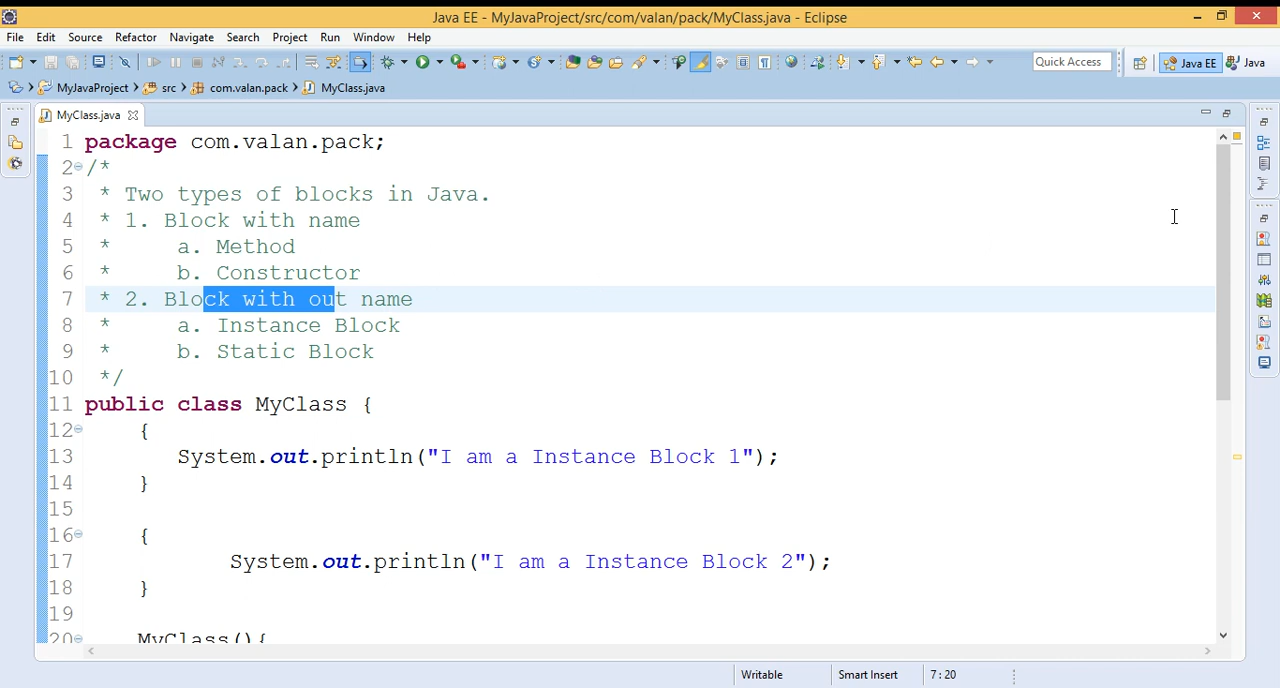 Java EE - MyJavaProject/src/com/valan/pack/MyClass.java - Eclipse
File Edit Source Refactor Navigate Search Project Run Window Help
Quick Access Java EE Java
MyJavaProject src com.valan.pack MyClass.java
MyClass.java
1 package com.valan.pack;
2 /*
3 * Two types of blocks in Java.
4 * 1. Block with name
5 * a. Method
6 * b. Constructor
7 * 2. Block with out name
8 * a. Instance Block
9 * b. Static Block
10 */
11 public class MyClass {
12 {
13 System.out.println("I am a Instance Block 1");
14 }
15
16 {
17 System.out.println("I am a Instance Block 2");
18 }
19
20 MyClass(){
Writable Smart Insert 7:20